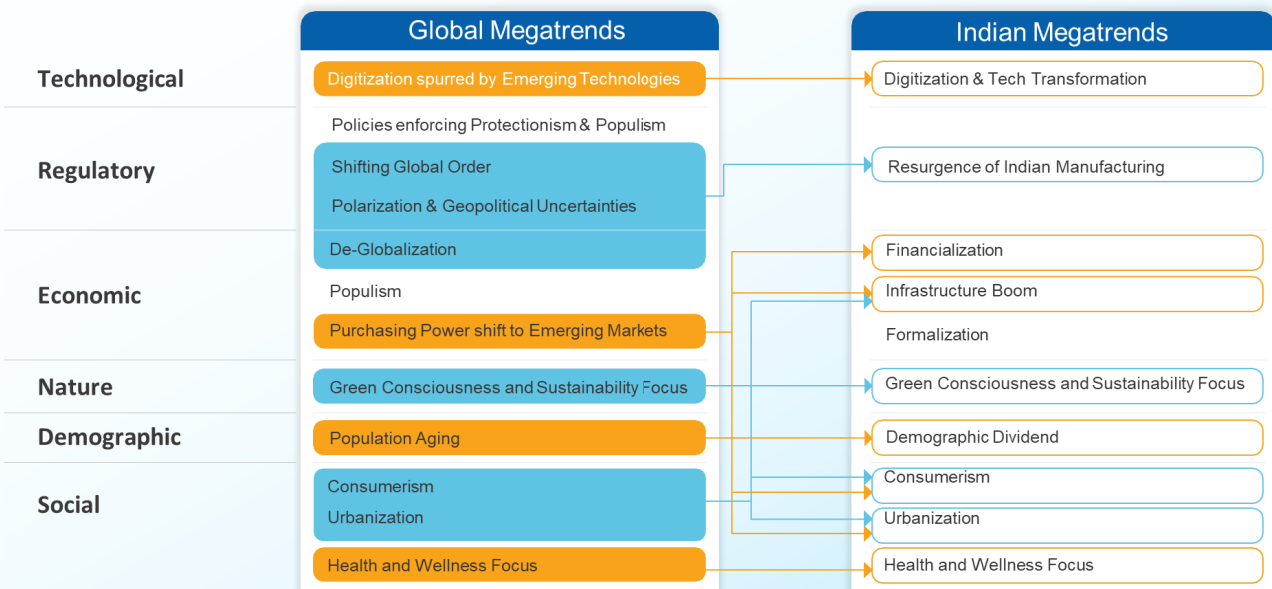 Global Megatrends
Indian Megatrends
Technological
Digitization spurred by Emerging Technologies
Digitization & Tech Transformation
Regulatory
Policies enforcing Protectionism & Populism
Shifting Global Order
Polarization & Geopolitical Uncertainties
Resurgence of Indian Manufacturing
Economic
De-Globalization
Populism
Purchasing Power shift to Emerging Markets
Financialization
Infrastructure Boom
Formalization
Nature
Green Consciousness and Sustainability Focus
Green Consciousness and Sustainability Focus
Demographic
Population Aging
Demographic Dividend
Social
Consumerism
Urbanization
Health and Wellness Focus
Consumerism
Urbanization
Health and Wellness Focus